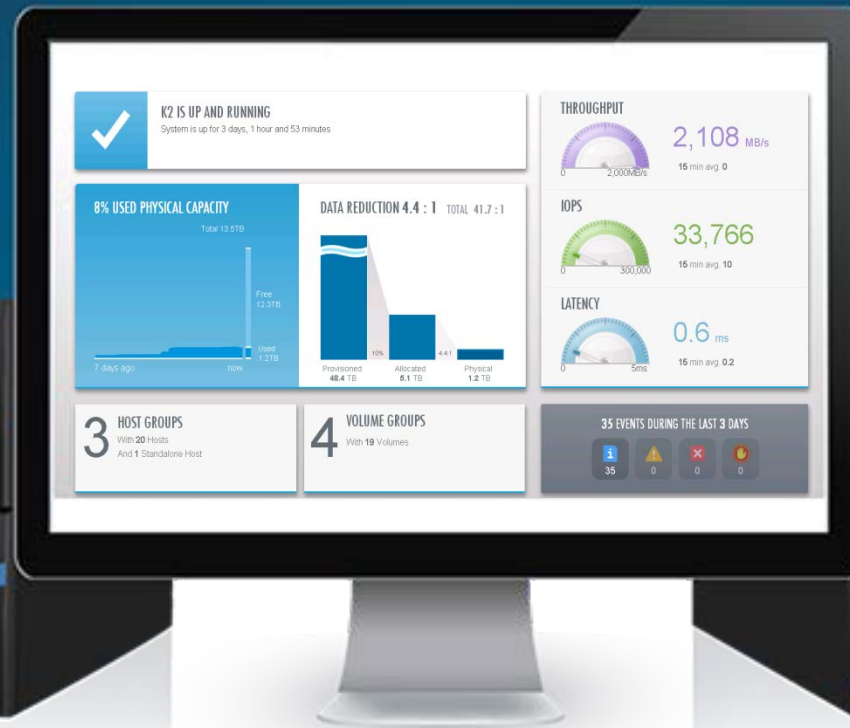 K2 IS UP AND RUNNING
System is up for 3 days, 1 hour and 53 minutes
8% USED PHYSICAL CAPACITY
Total 13.5TB
Free
12.3TB
Used
1.2TB
7 days ago
now
DATA REDUCTION 4.4 : 1 TOTAL 41.7 : 1
10%
4.4:1
Provisioned
48.4 TB
Allocated
5.1 TB
Physical
1.2 TB
THROUGHPUT
0
2,000MB/s
2,108 MB/s
15 min avg. 0
IOPS
0
300,000
33,766
15 min avg. 10
LATENCY
0
5ms
0.6 ms
15 min avg. 0.2
3
HOST GROUPS
With 20 Hosts
And 1 Standalone Host
4
VOLUME GROUPS
With 19 Volumes
35 EVENTS DURING THE LAST 3 DAYS
35
0
0
0